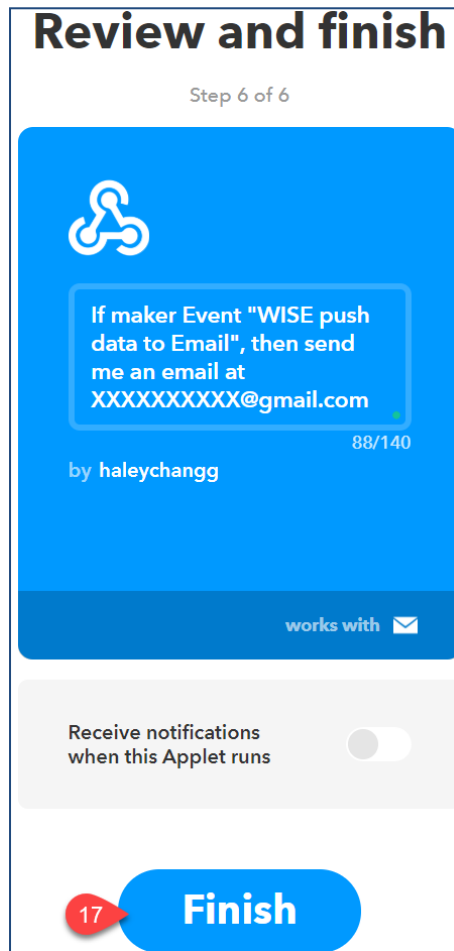 Review and finish
Step 6 of 6
If maker Event "WISE push
data to Email", then send
me an email at
XXXXXXXXXX@gmail.com
88/140
by haleychangg
works with
Receive notifications
when this Applet runs
17
Finish